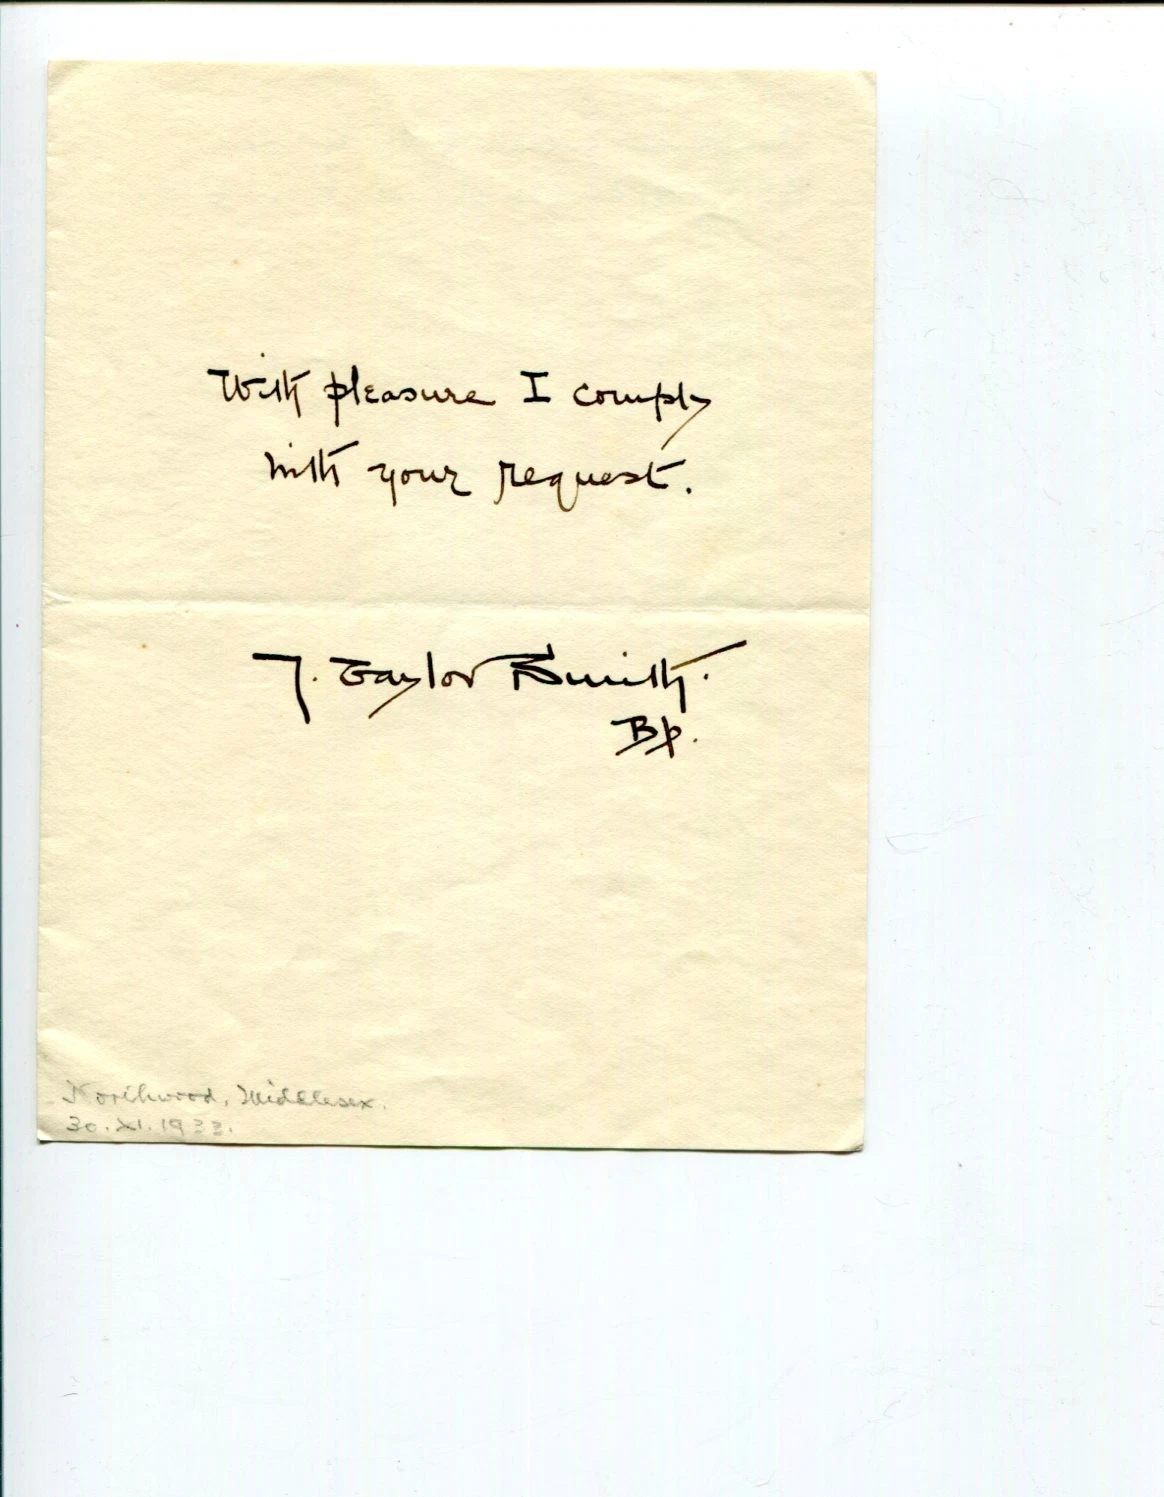 With pleasure I comply
with your request.
J. Taylor Smith.
Bp.
Northwood, Middlesex.
30.XI.1933.